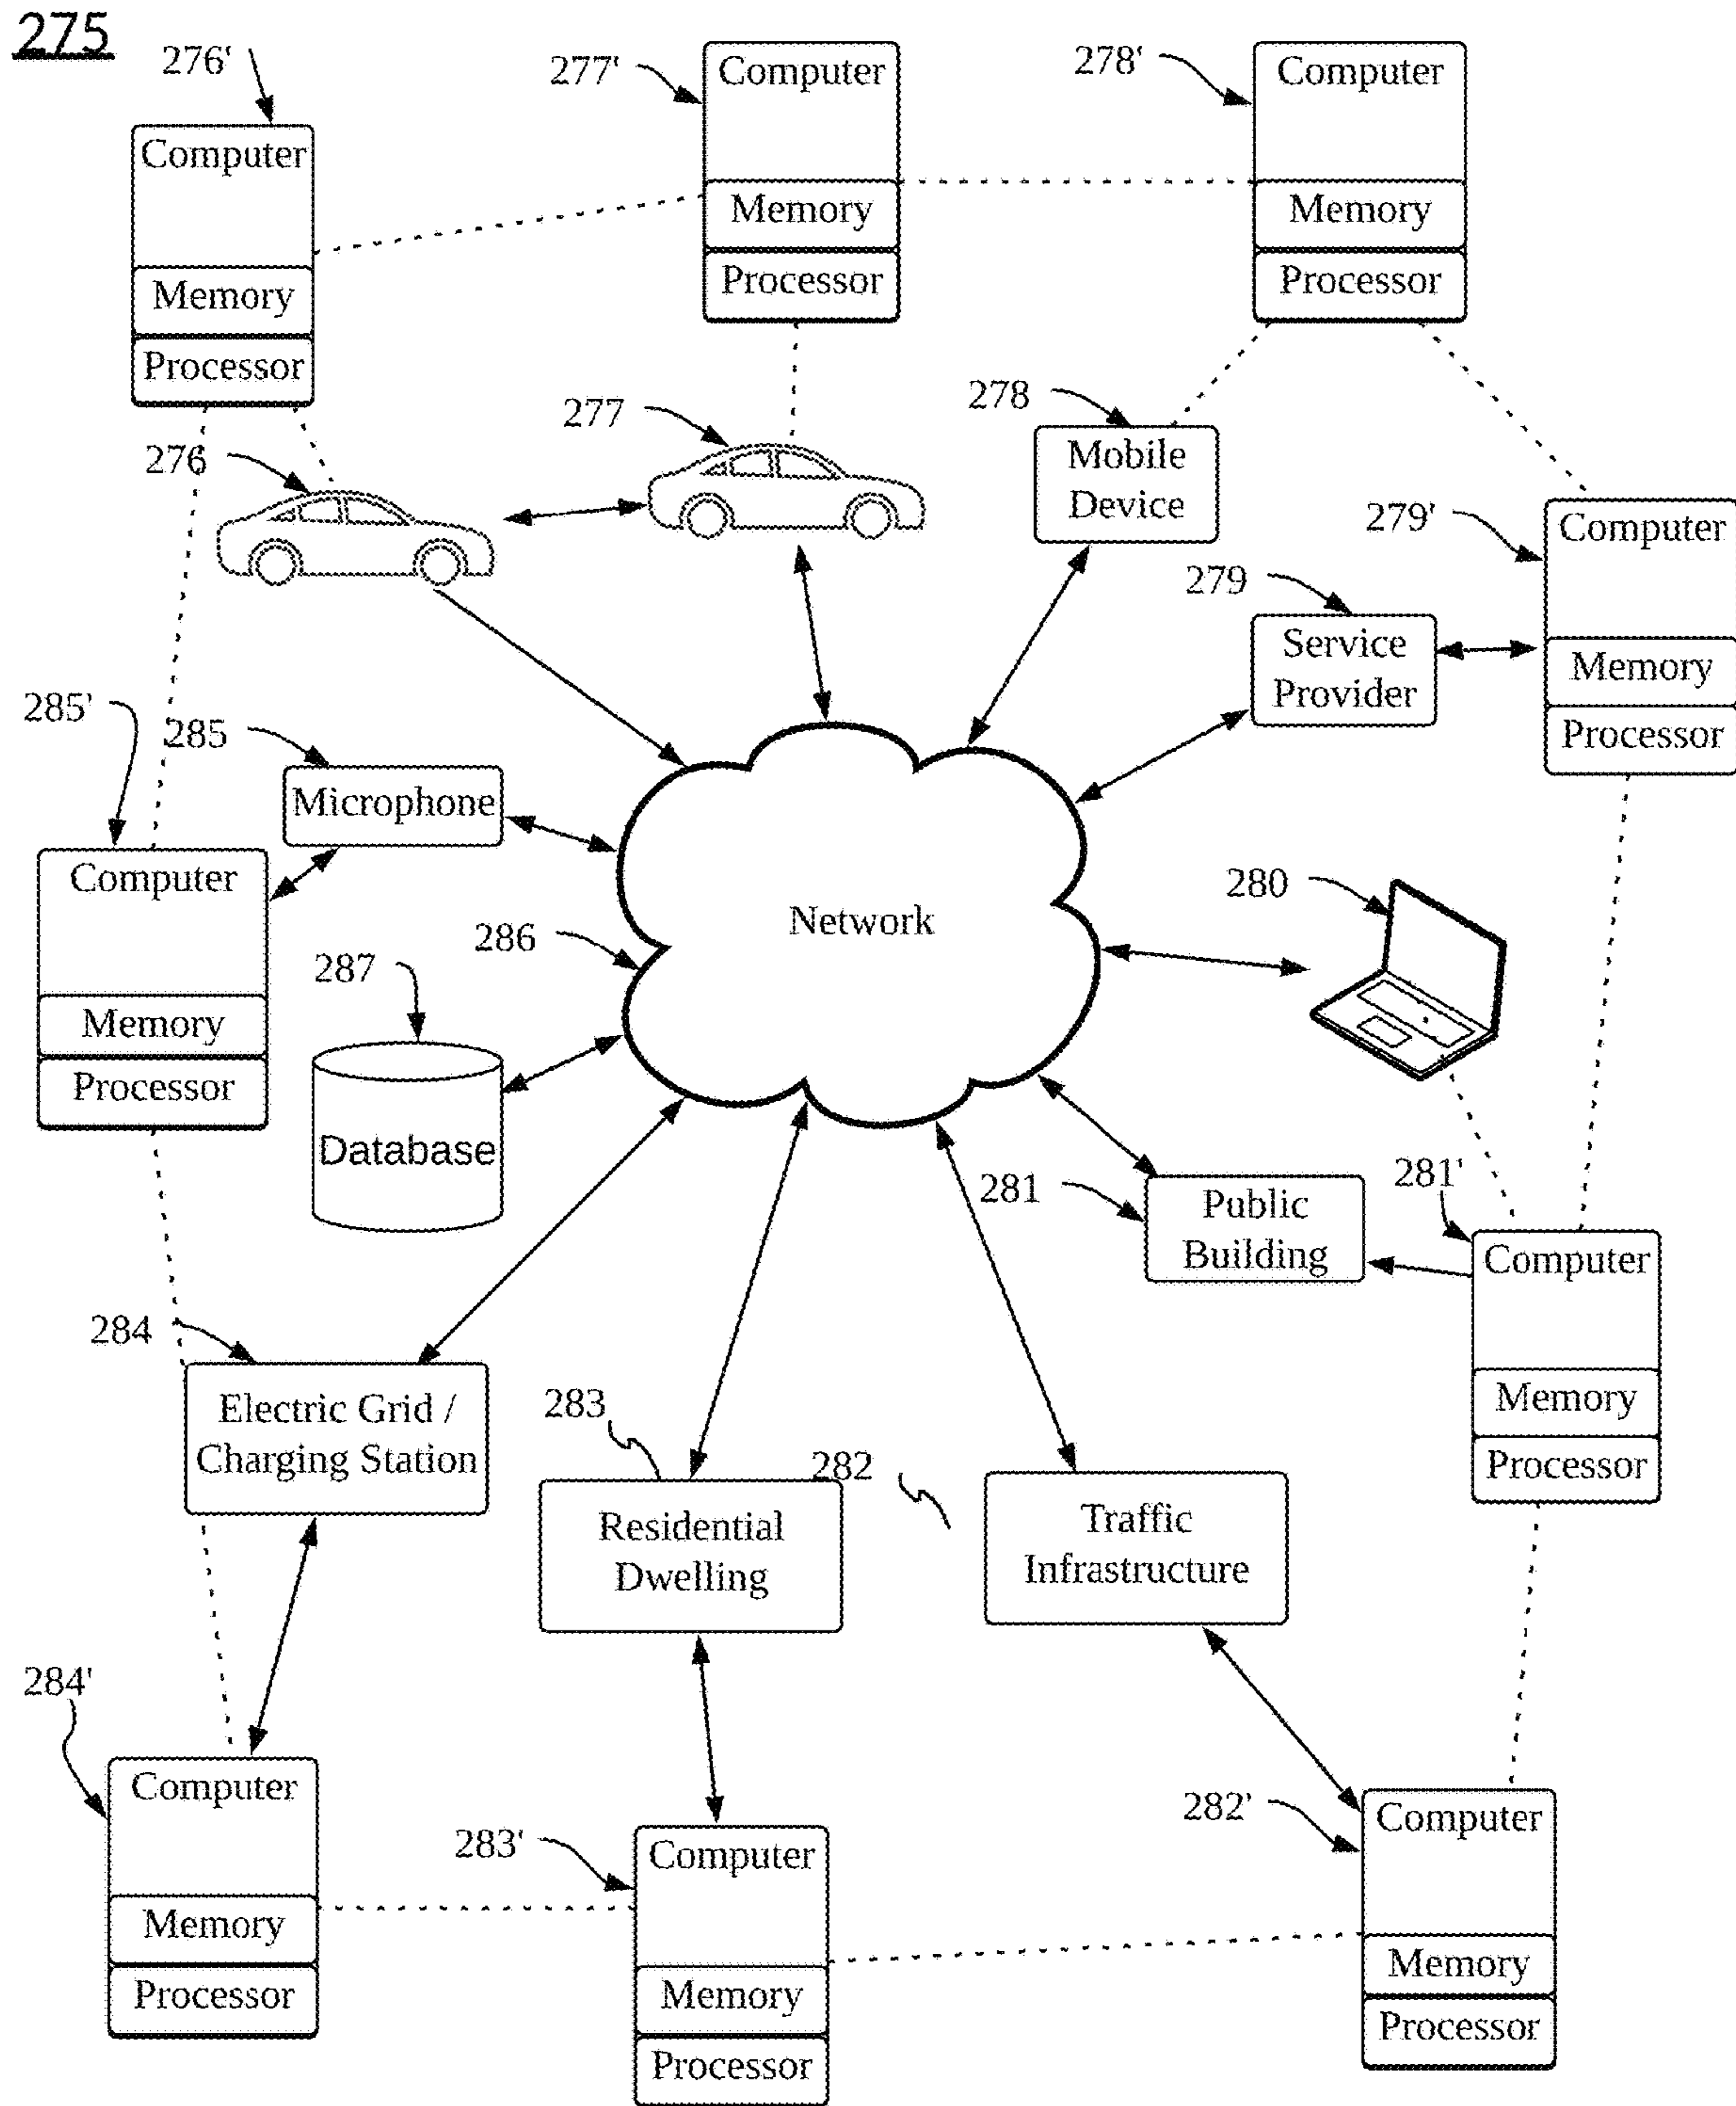 275
276'
277'
278'
Computer
Memory
Processor
Computer
Memory
Processor
Computer
Memory
Processor
276
277
278
Mobile
Device
279'
Computer
Memory
Processor
279
Service
Provider
285'
285
Microphone
Computer
Memory
Processor
286
Network
280
287
Database
281
Public
Building
281'
Computer
Memory
Processor
284
Electric Grid /
Charging Station
283
Residential
Dwelling
282
Traffic
Infrastructure
284'
Computer
Memory
Processor
283'
Computer
Memory
Processor
282'
Computer
Memory
Processor